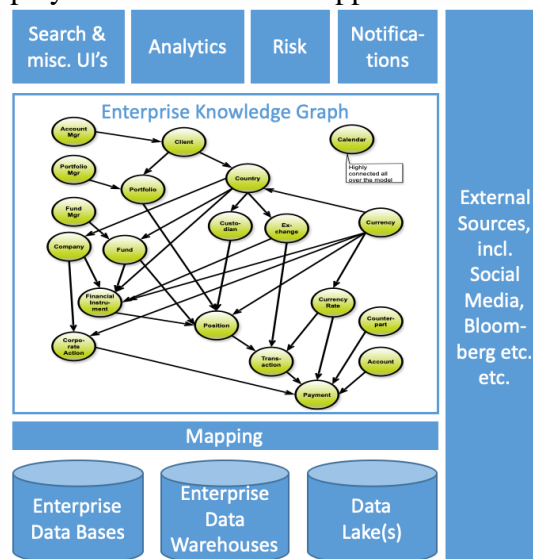 Search &
misc. UI's
Analytics
Risk
Notifica-
tions
Enterprise Knowledge Graph
Account
Mgr
Client
Calendar
Highly
connected all
over the model
Portfolio
Mgr
Portfolio
Country
Fund
Mgr
Custo-
dian
Ex-
change
Currency
Company
Fund
Financial
Instru-
ment
Position
Currency
Rate
Counter-
part
Corpo-
rate
Action
Trans-
action
Account
Payment
External
Sources,
incl.
Social
Media,
Bloom-
berg etc.
etc.
Mapping
Enterprise
Data Bases
Enterprise
Data
Warehouses
Data
Lake(s)